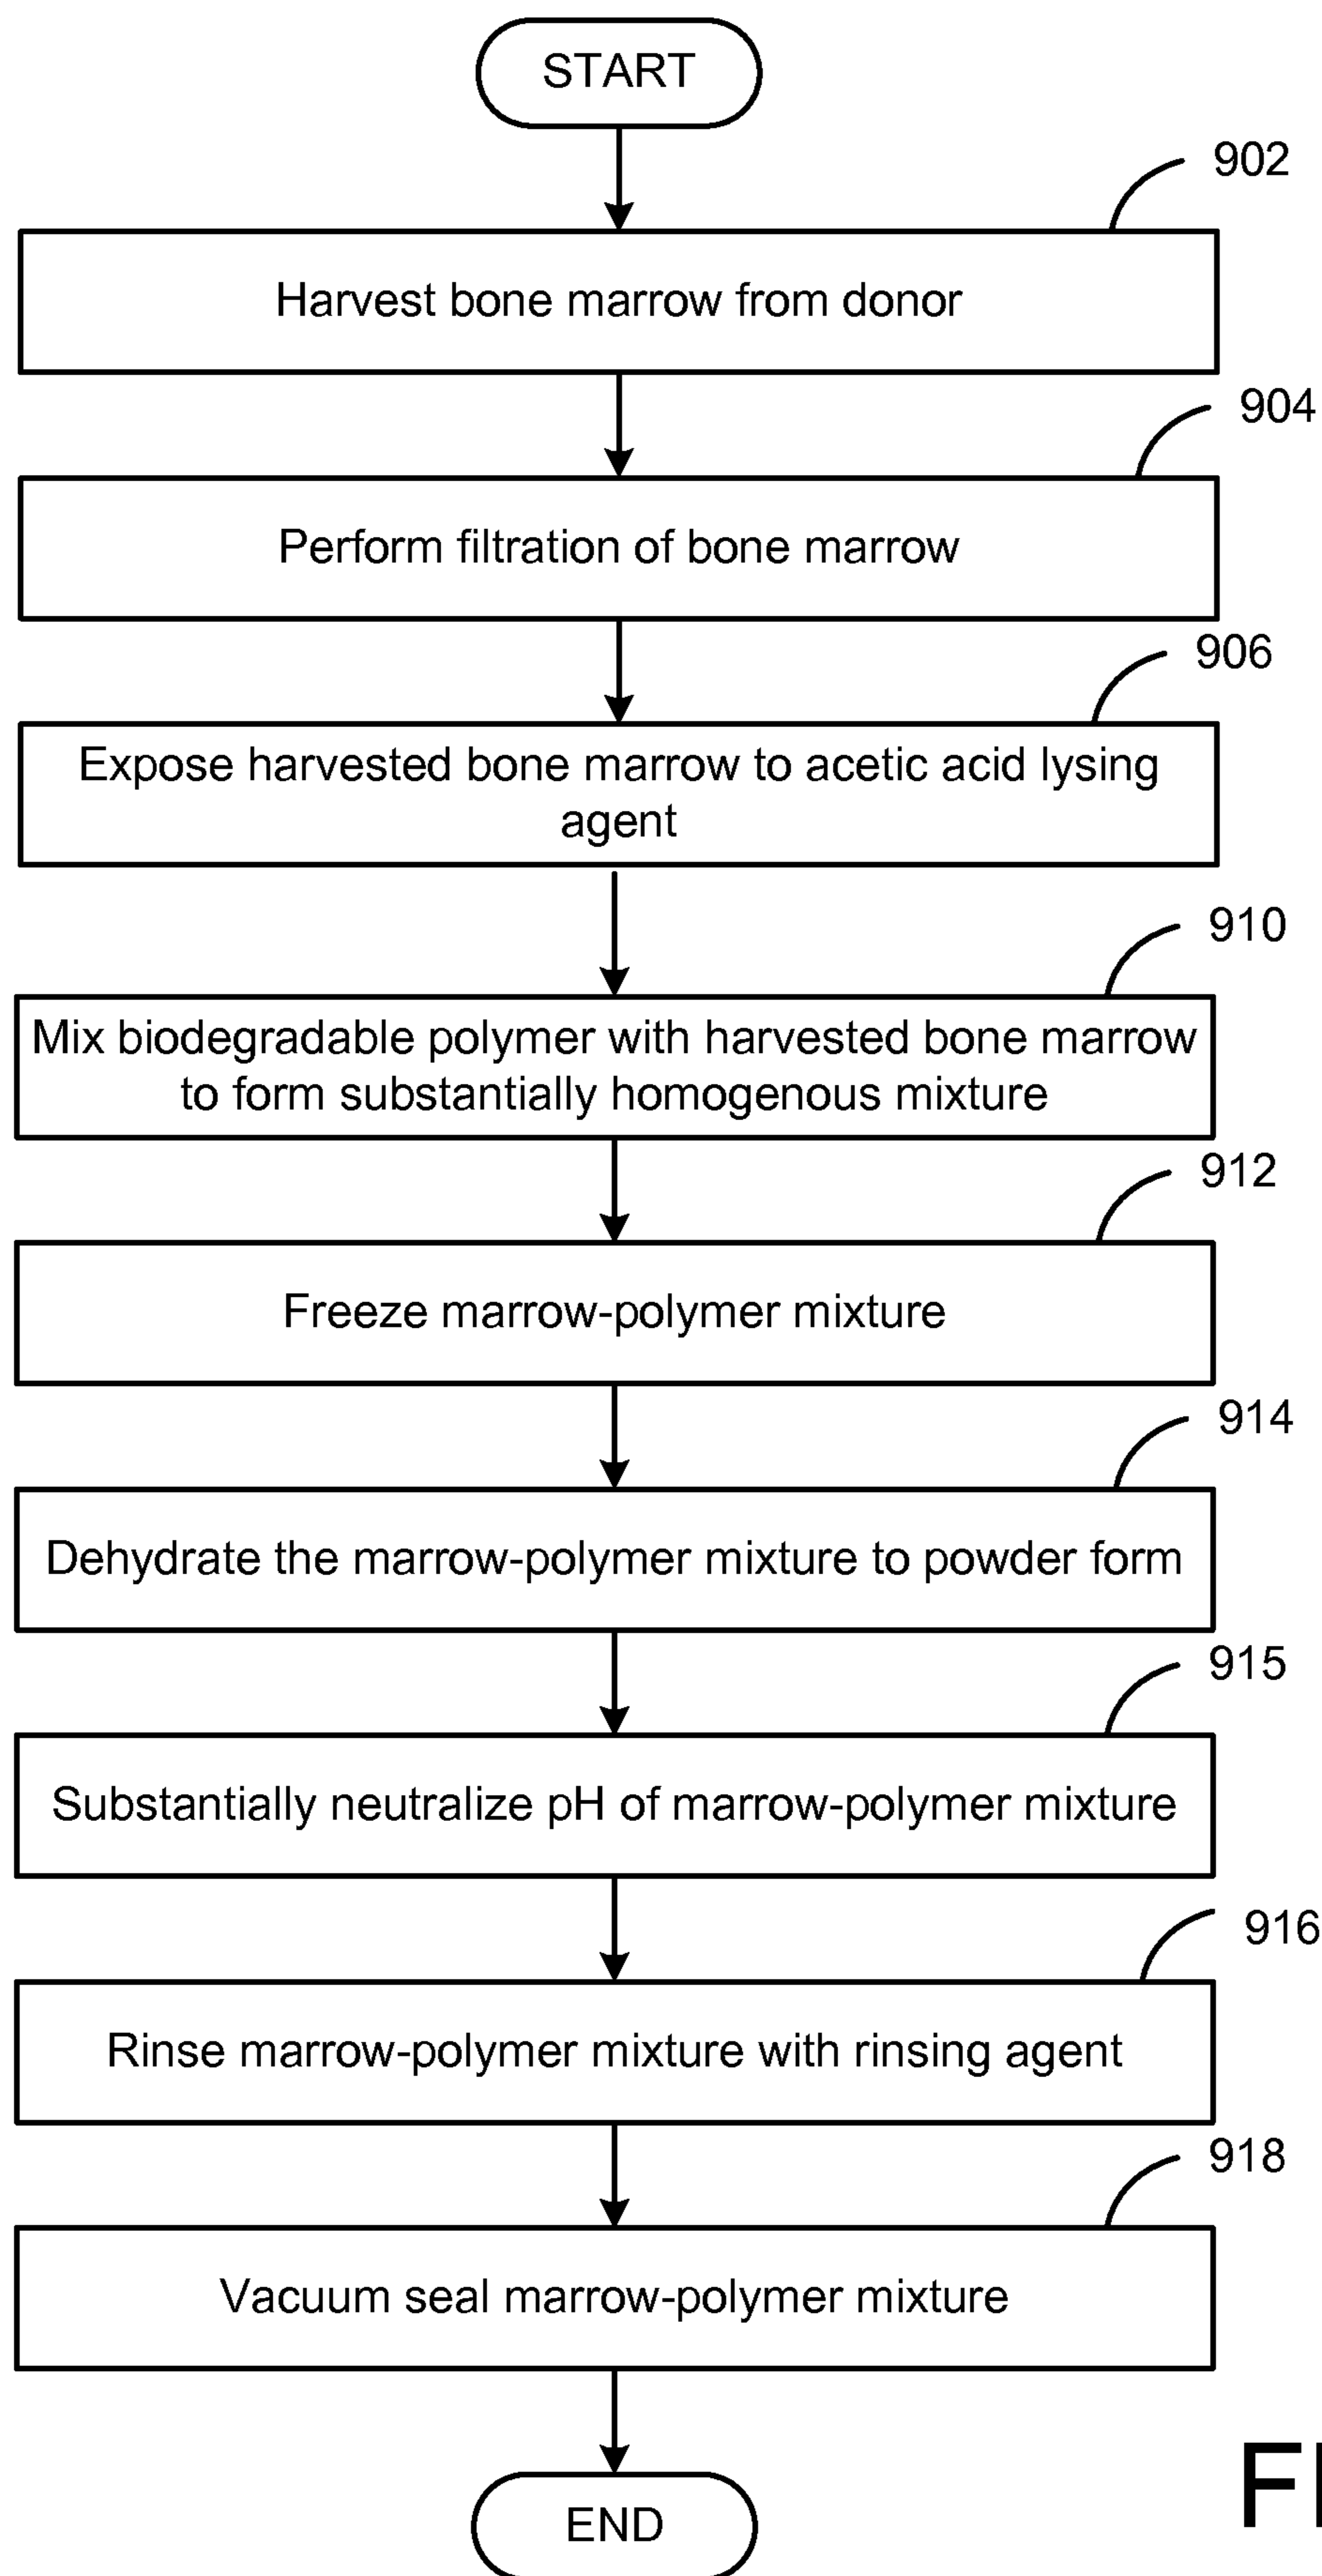 START
902
Harvest bone marrow from donor
904
Perform filtration of bone marrow
906
Expose harvested bone marrow to acetic acid lysing
agent
910
Mix biodegradable polymer with harvested bone marrow
to form substantially homogenous mixture
912
Freeze marrow-polymer mixture
914
Dehydrate the marrow-polymer mixture to powder form
915
Substantially neutralize pH of marrow-polymer mixture
916
Rinse marrow-polymer mixture with rinsing agent
918
Vacuum seal marrow-polymer mixture
END